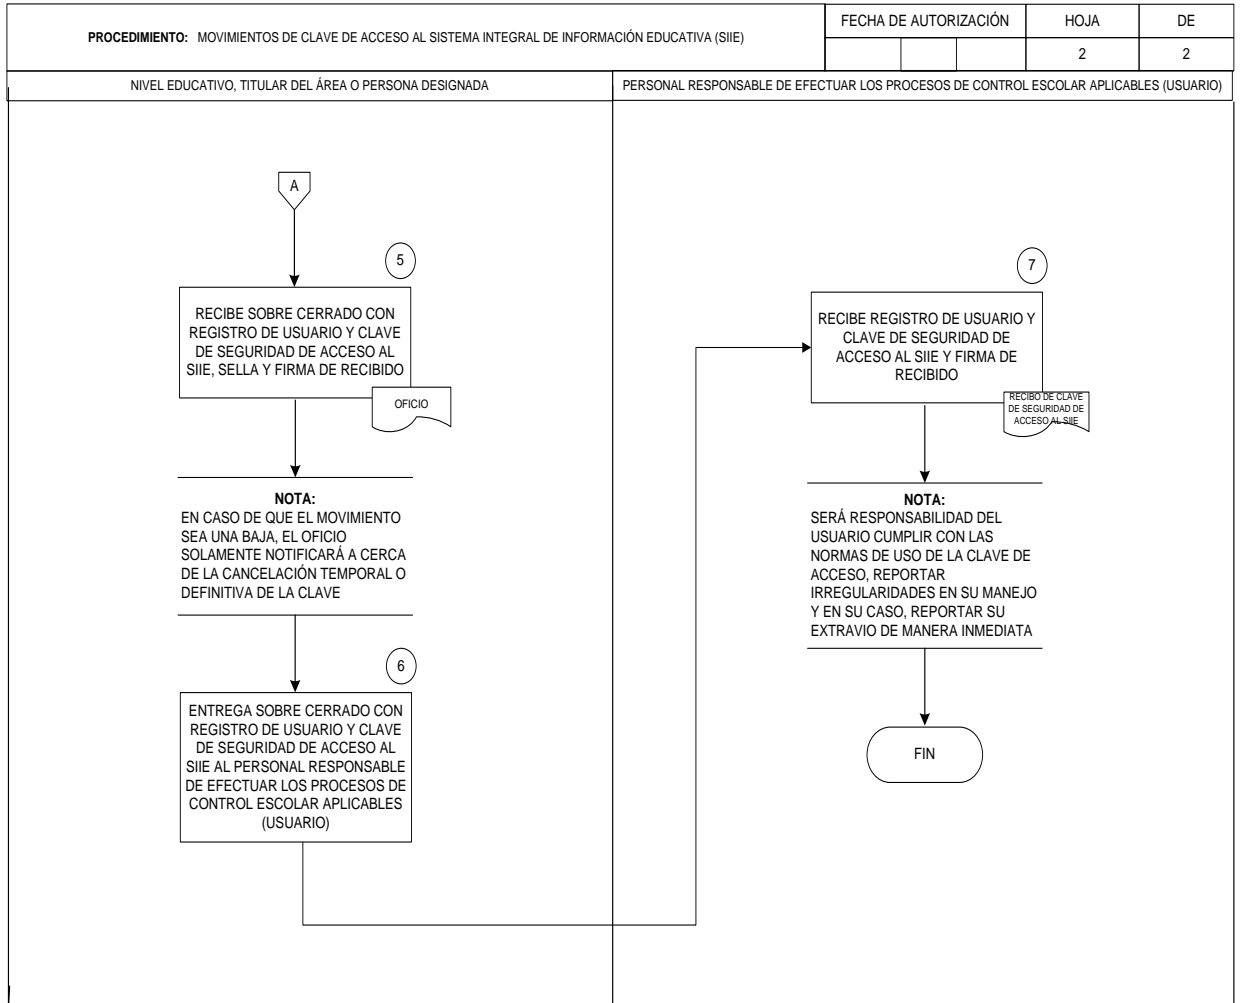 PROCEDIMIENTO: MOVIMIENTOS DE CLAVE DE ACCESO AL SISTEMA INTEGRAL DE INFORMACIÓN EDUCATIVA (SIIE)
FECHA DE AUTORIZACIÓN
HOJA
DE
2
2
NIVEL EDUCATIVO, TITULAR DEL ÁREA O PERSONA DESIGNADA
PERSONAL RESPONSABLE DE EFECTUAR LOS PROCESOS DE CONTROL ESCOLAR APLICABLES (USUARIO)
A
5
RECIBE SOBRE CERRADO CON
REGISTRO DE USUARIO Y CLAVE
DE SEGURIDAD DE ACCESO AL
SIIE, SELLA Y FIRMA DE RECIBIDO
OFICIO
NOTA:
EN CASO DE QUE EL MOVIMIENTO
SEA UNA BAJA, EL OFICIO
SOLAMENTE NOTIFICARÁ A CERCA
DE LA CANCELACIÓN TEMPORAL O
DEFINITIVA DE LA CLAVE
6
ENTREGA SOBRE CERRADO CON
REGISTRO DE USUARIO Y CLAVE
DE SEGURIDAD DE ACCESO AL
SIIE AL PERSONAL RESPONSABLE
DE EFECTUAR LOS PROCESOS DE
CONTROL ESCOLAR APLICABLES
(USUARIO)
7
RECIBE REGISTRO DE USUARIO Y
CLAVE DE SEGURIDAD DE
ACCESO AL SIIE Y FIRMA DE
RECIBIDO
RECIBO DE CLAVE
DE SEGURIDAD DE
ACCESO AL SIIE
NOTA:
SERÁ RESPONSABILIDAD DEL
USUARIO CUMPLIR CON LAS
NORMAS DE USO DE LA CLAVE DE
ACCESO, REPORTAR
IRREGULARIDADES EN SU MANEJO
Y EN SU CASO, REPORTAR SU
EXTRAVIO DE MANERA INMEDIATA
FIN